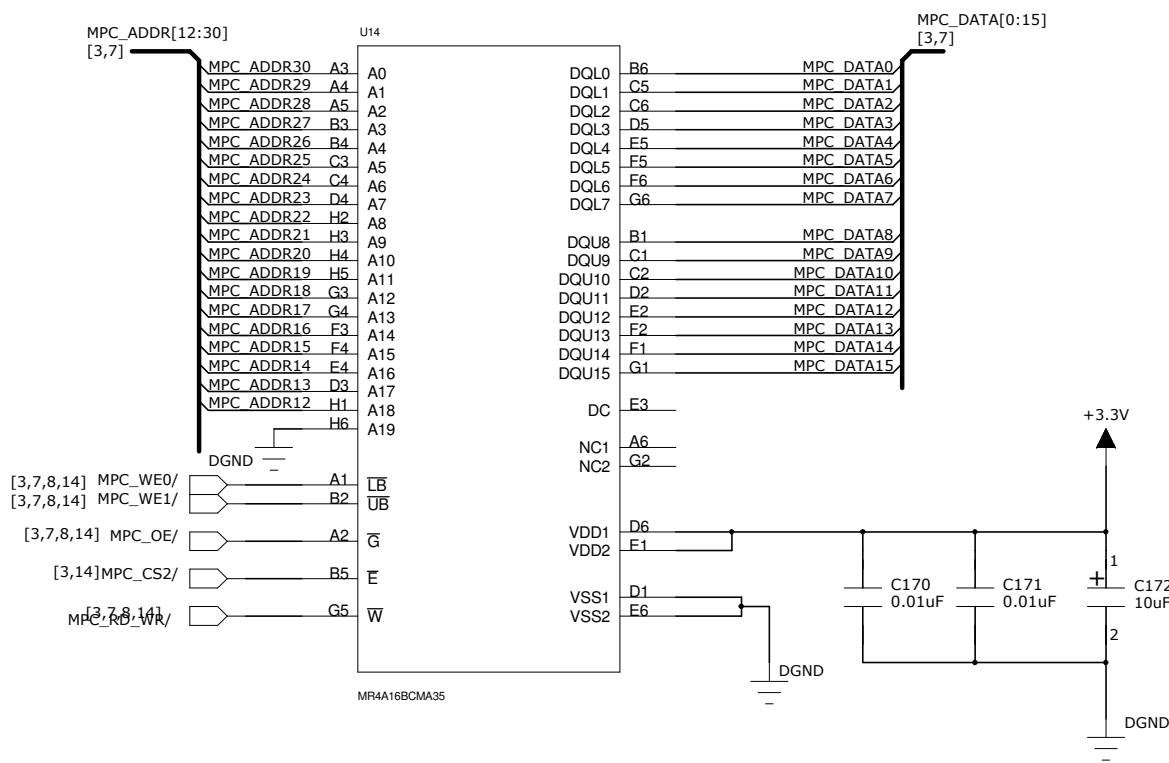 MPC_ADDR[12:30]
[3,7]
U14
MPC_DATA[0:15]
[3,7]
MPC_ADDR30 A3 A0 DQL0 B6 MPC_DATA0
MPC_ADDR29 A4 A1 DQL1 C5 MPC_DATA1
MPC_ADDR28 A5 A2 DQL2 C6 MPC_DATA2
MPC_ADDR27 B3 A3 DQL3 D5 MPC_DATA3
MPC_ADDR26 B4 A4 DQL4 E5 MPC_DATA4
MPC_ADDR25 C3 A5 DQL5 F5 MPC_DATA5
MPC_ADDR24 C4 A6 DQL6 F6 MPC_DATA6
MPC_ADDR23 D4 A7 DQL7 G6 MPC_DATA7
MPC_ADDR22 H2 A8
MPC_ADDR21 H3 A9 DQU8 B1 MPC_DATA8
MPC_ADDR20 H4 A10 DQU9 C1 MPC_DATA9
MPC_ADDR19 H5 A11 DQU10 C2 MPC_DATA10
MPC_ADDR18 G3 A12 DQU11 D2 MPC_DATA11
MPC_ADDR17 G4 A13 DQU12 E2 MPC_DATA12
MPC_ADDR16 F3 A14 DQU13 F2 MPC_DATA13
MPC_ADDR15 F4 A15 DQU14 F1 MPC_DATA14
MPC_ADDR14 E4 A16 DQU15 G1 MPC_DATA15
MPC_ADDR13 D3 A17
MPC_ADDR12 H1 A18 DC E3
H6 A19
+3.3V
NC1 A6
DGND NC2 G2
[3,7,8,14] MPC_WE0/ A1 LB
[3,7,8,14] MPC_WE1/ B2 UB
[3,7,8,14] MPC_OE/ A2 G VDD1 D6
VDD2 E1
[3,14] MPC_CS2/ B5 E
1
+
C170 C171 C172
0.01uF 0.01uF 10uF
VSS1 D1
[3,7,8,14]
MPC_RD_WR/ G5 W VSS2 E6
2
DGND
MR4A16BCMA35
DGND